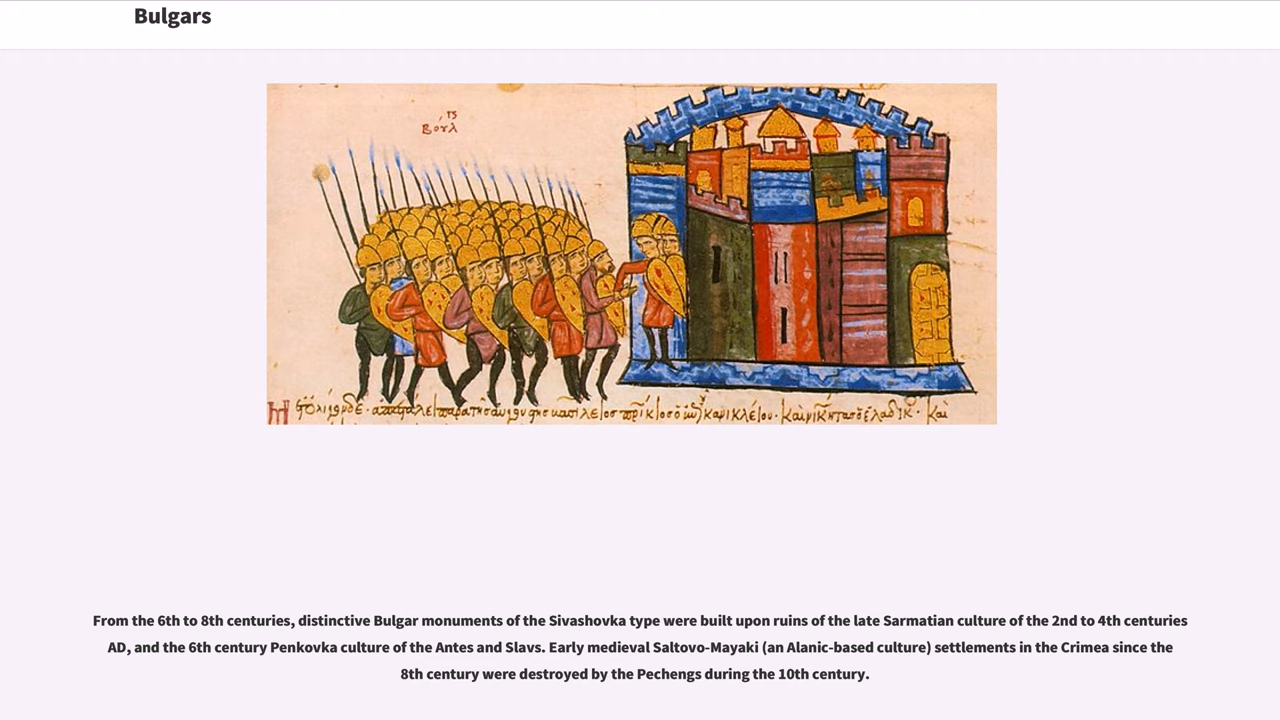 Bulgars
From the 6th to 8th centuries, distinctive Bulgar monuments of the Sivashovka type were built upon ruins of the late Sarmatian culture of the 2nd to 4th centuries
AD, and the 6th century Penkovka culture of the Antes and Slavs. Early medieval Saltovo-Mayaki (an Alanic-based culture) settlements in the Crimea since the
8th century were destroyed by the Pechengs during the 10th century.